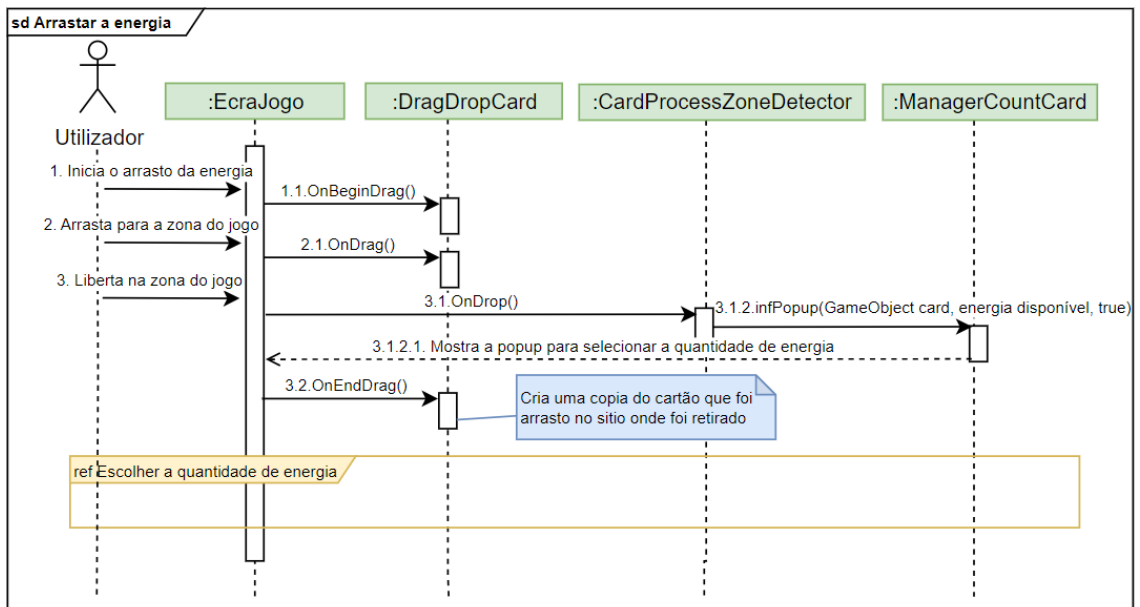 sd Arrastar a energia
:EcraJogo
:DragDropCard
:CardProcessZoneDetector
:ManagerCountCard
Utilizador
1. Inicia o arrasto da energia
1.1.OnBeginDrag()
2. Arrasta para a zona do jogo
2.1.OnDrag()
3. Liberta na zona do jogo
3.1.OnDrop()
3.1.2.infPopup(GameObject card, energia disponível, true)
3.1.2.1. Mostra a popup para selecionar a quantidade de energia
3.2.OnEndDrag()
Cria uma copia do cartão que foi
arrasto no sitio onde foi retirado
ref Escolher a quantidade de energia